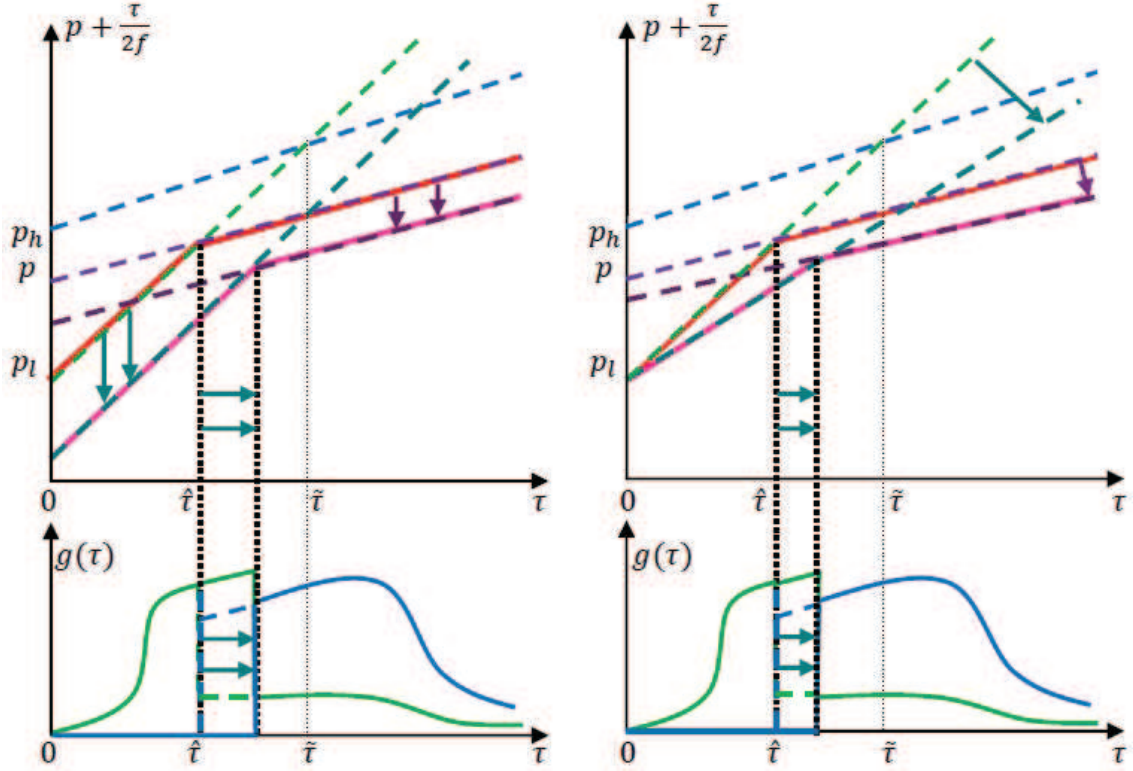 p + τ/2f
p_h
p
p_l
0 τ̂ τ̃ τ
g(τ)
0 τ̂ τ̃ τ
p + τ/2f
p_h
p
p_l
0 τ̂ τ̃ τ
g(τ)
0 τ̂ τ̃ τ